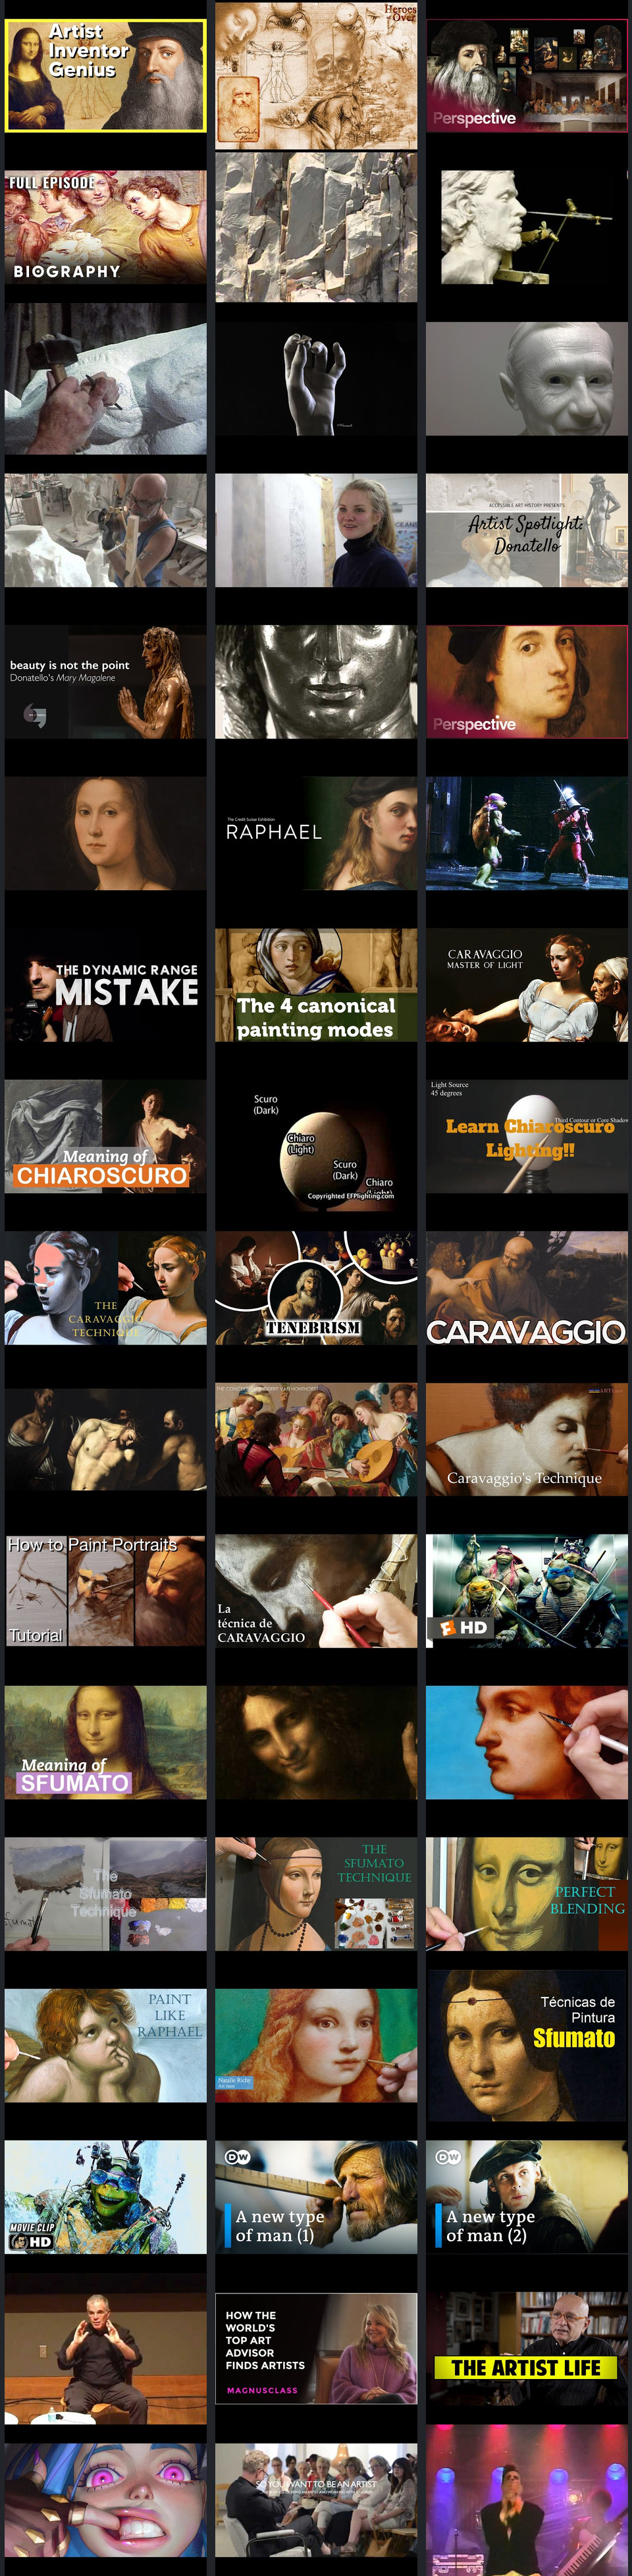 Artist
Inventor
Genius
Heroes
Over
Perspective
FULL EPISODE
BIOGRAPHY
ACCESSIBLE ART HISTORY PRESENTS
Artist Spotlight:
Donatello
beauty is not the point
Donatello's Mary Magalene
Perspective
The Credit Suisse Exhibition
RAPHAEL
THE DYNAMIC RANGE
MISTAKE
The 4 canonical
painting modes
CARAVAGGIO
MASTER OF LIGHT
Meaning of
CHIAROSCURO
Scuro
(Dark)
Chiaro
(Light)
Scuro
(Dark)
Chiaro
(Light)
Copyrighted EFPlighting.com
Light Source
45 degrees
Third Contour or Core Shadow
Learn Chiaroscuro
Lighting!!
THE
CARAVAGGIO
TECHNIQUE
TENEBRISM
CARAVAGGIO
Caravaggio's Technique
How to Paint Portraits
Tutorial
La
técnica de
CARAVAGGIO
HD
Meaning of
SFUMATO
The
Sfumato
Technique
THE
SFUMATO
TECHNIQUE
PERFECT
BLENDING
PAINT
LIKE
RAPHAEL
Natalie Richy
Técnicas de
Pintura
Sfumato
MOVIE CLIP
HD
DW
A new type
of man (1)
DW
A new type
of man (2)
HOW THE
WORLD'S
TOP ART
ADVISOR
FINDS ARTISTS
MAGNUSCLASS
THE ARTIST LIFE
SO YOU WANT TO BE AN ARTIST